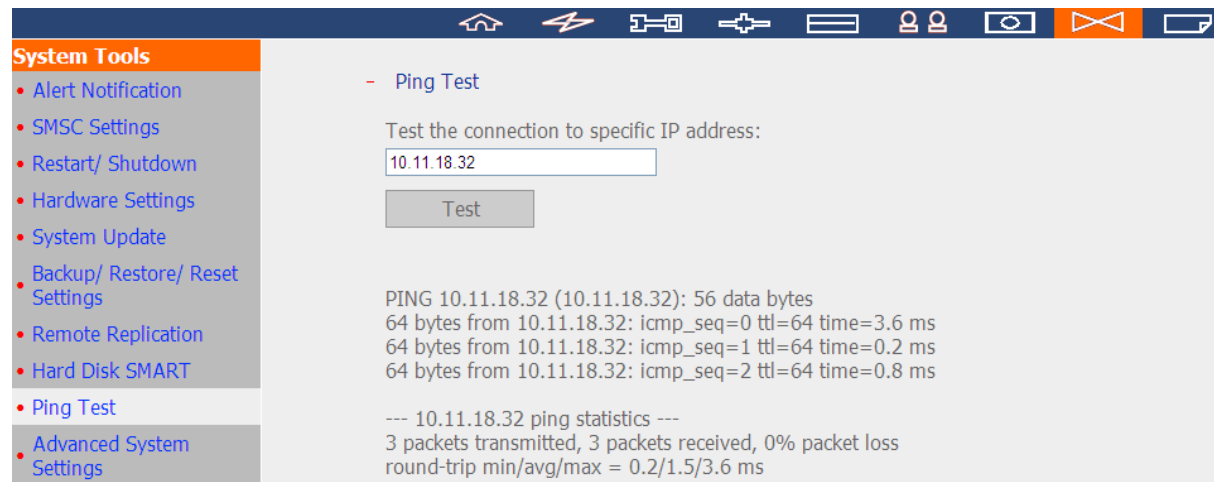 System Tools
Alert Notification
SMSC Settings
Restart/ Shutdown
Hardware Settings
System Update
Backup/ Restore/ Reset
Settings
Remote Replication
Hard Disk SMART
Ping Test
Advanced System
Settings
- Ping Test
Test the connection to specific IP address:
10.11.18.32
Test
PING 10.11.18.32 (10.11.18.32): 56 data bytes
64 bytes from 10.11.18.32: icmp_seq=0 ttl=64 time=3.6 ms
64 bytes from 10.11.18.32: icmp_seq=1 ttl=64 time=0.2 ms
64 bytes from 10.11.18.32: icmp_seq=2 ttl=64 time=0.8 ms
--- 10.11.18.32 ping statistics ---
3 packets transmitted, 3 packets received, 0% packet loss
round-trip min/avg/max = 0.2/1.5/3.6 ms